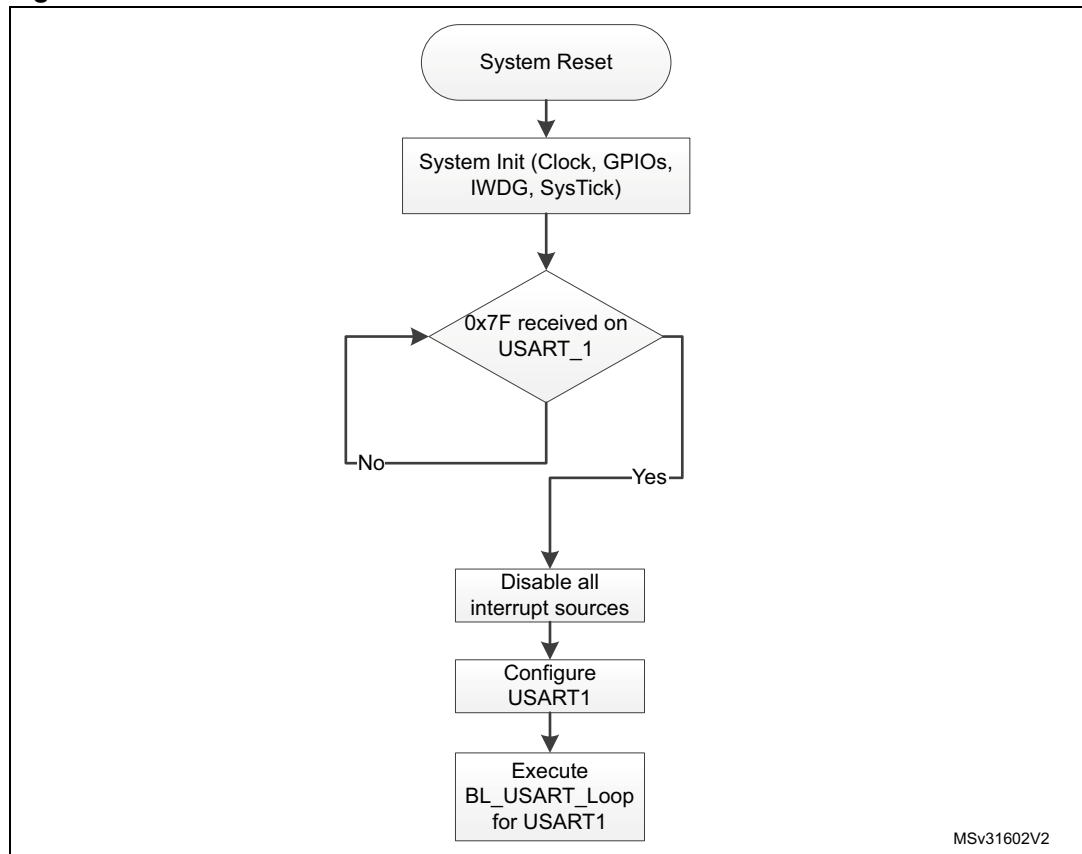 System Reset
System Init (Clock, GPIOs,
IWDG, SysTick)
0x7F received on
USART_1
No
Yes
Disable all
interrupt sources
Configure
USART1
Execute
BL_USART_Loop
for USART1
MSv31602V2